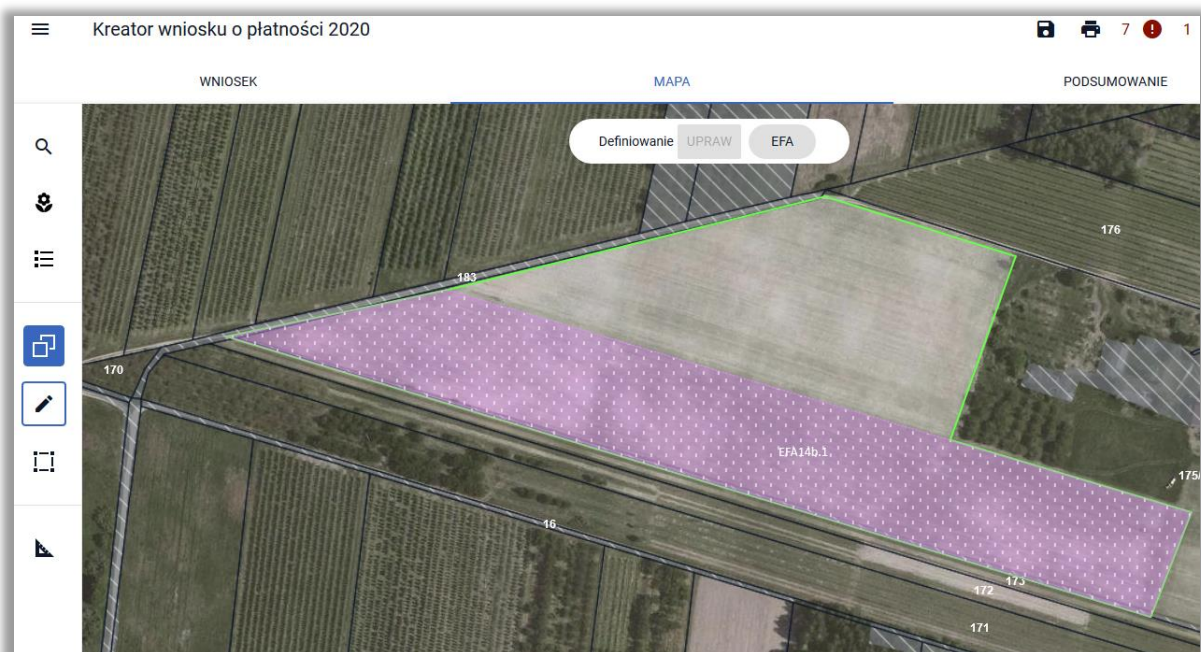 Kreator wniosku o płatności 2020
7 ! 1
WNIOSEK
MAPA
PODSUMOWANIE
Definiowanie UPRAW EFA
176
183
170
EFA14b.1
175/
16
173
172
171